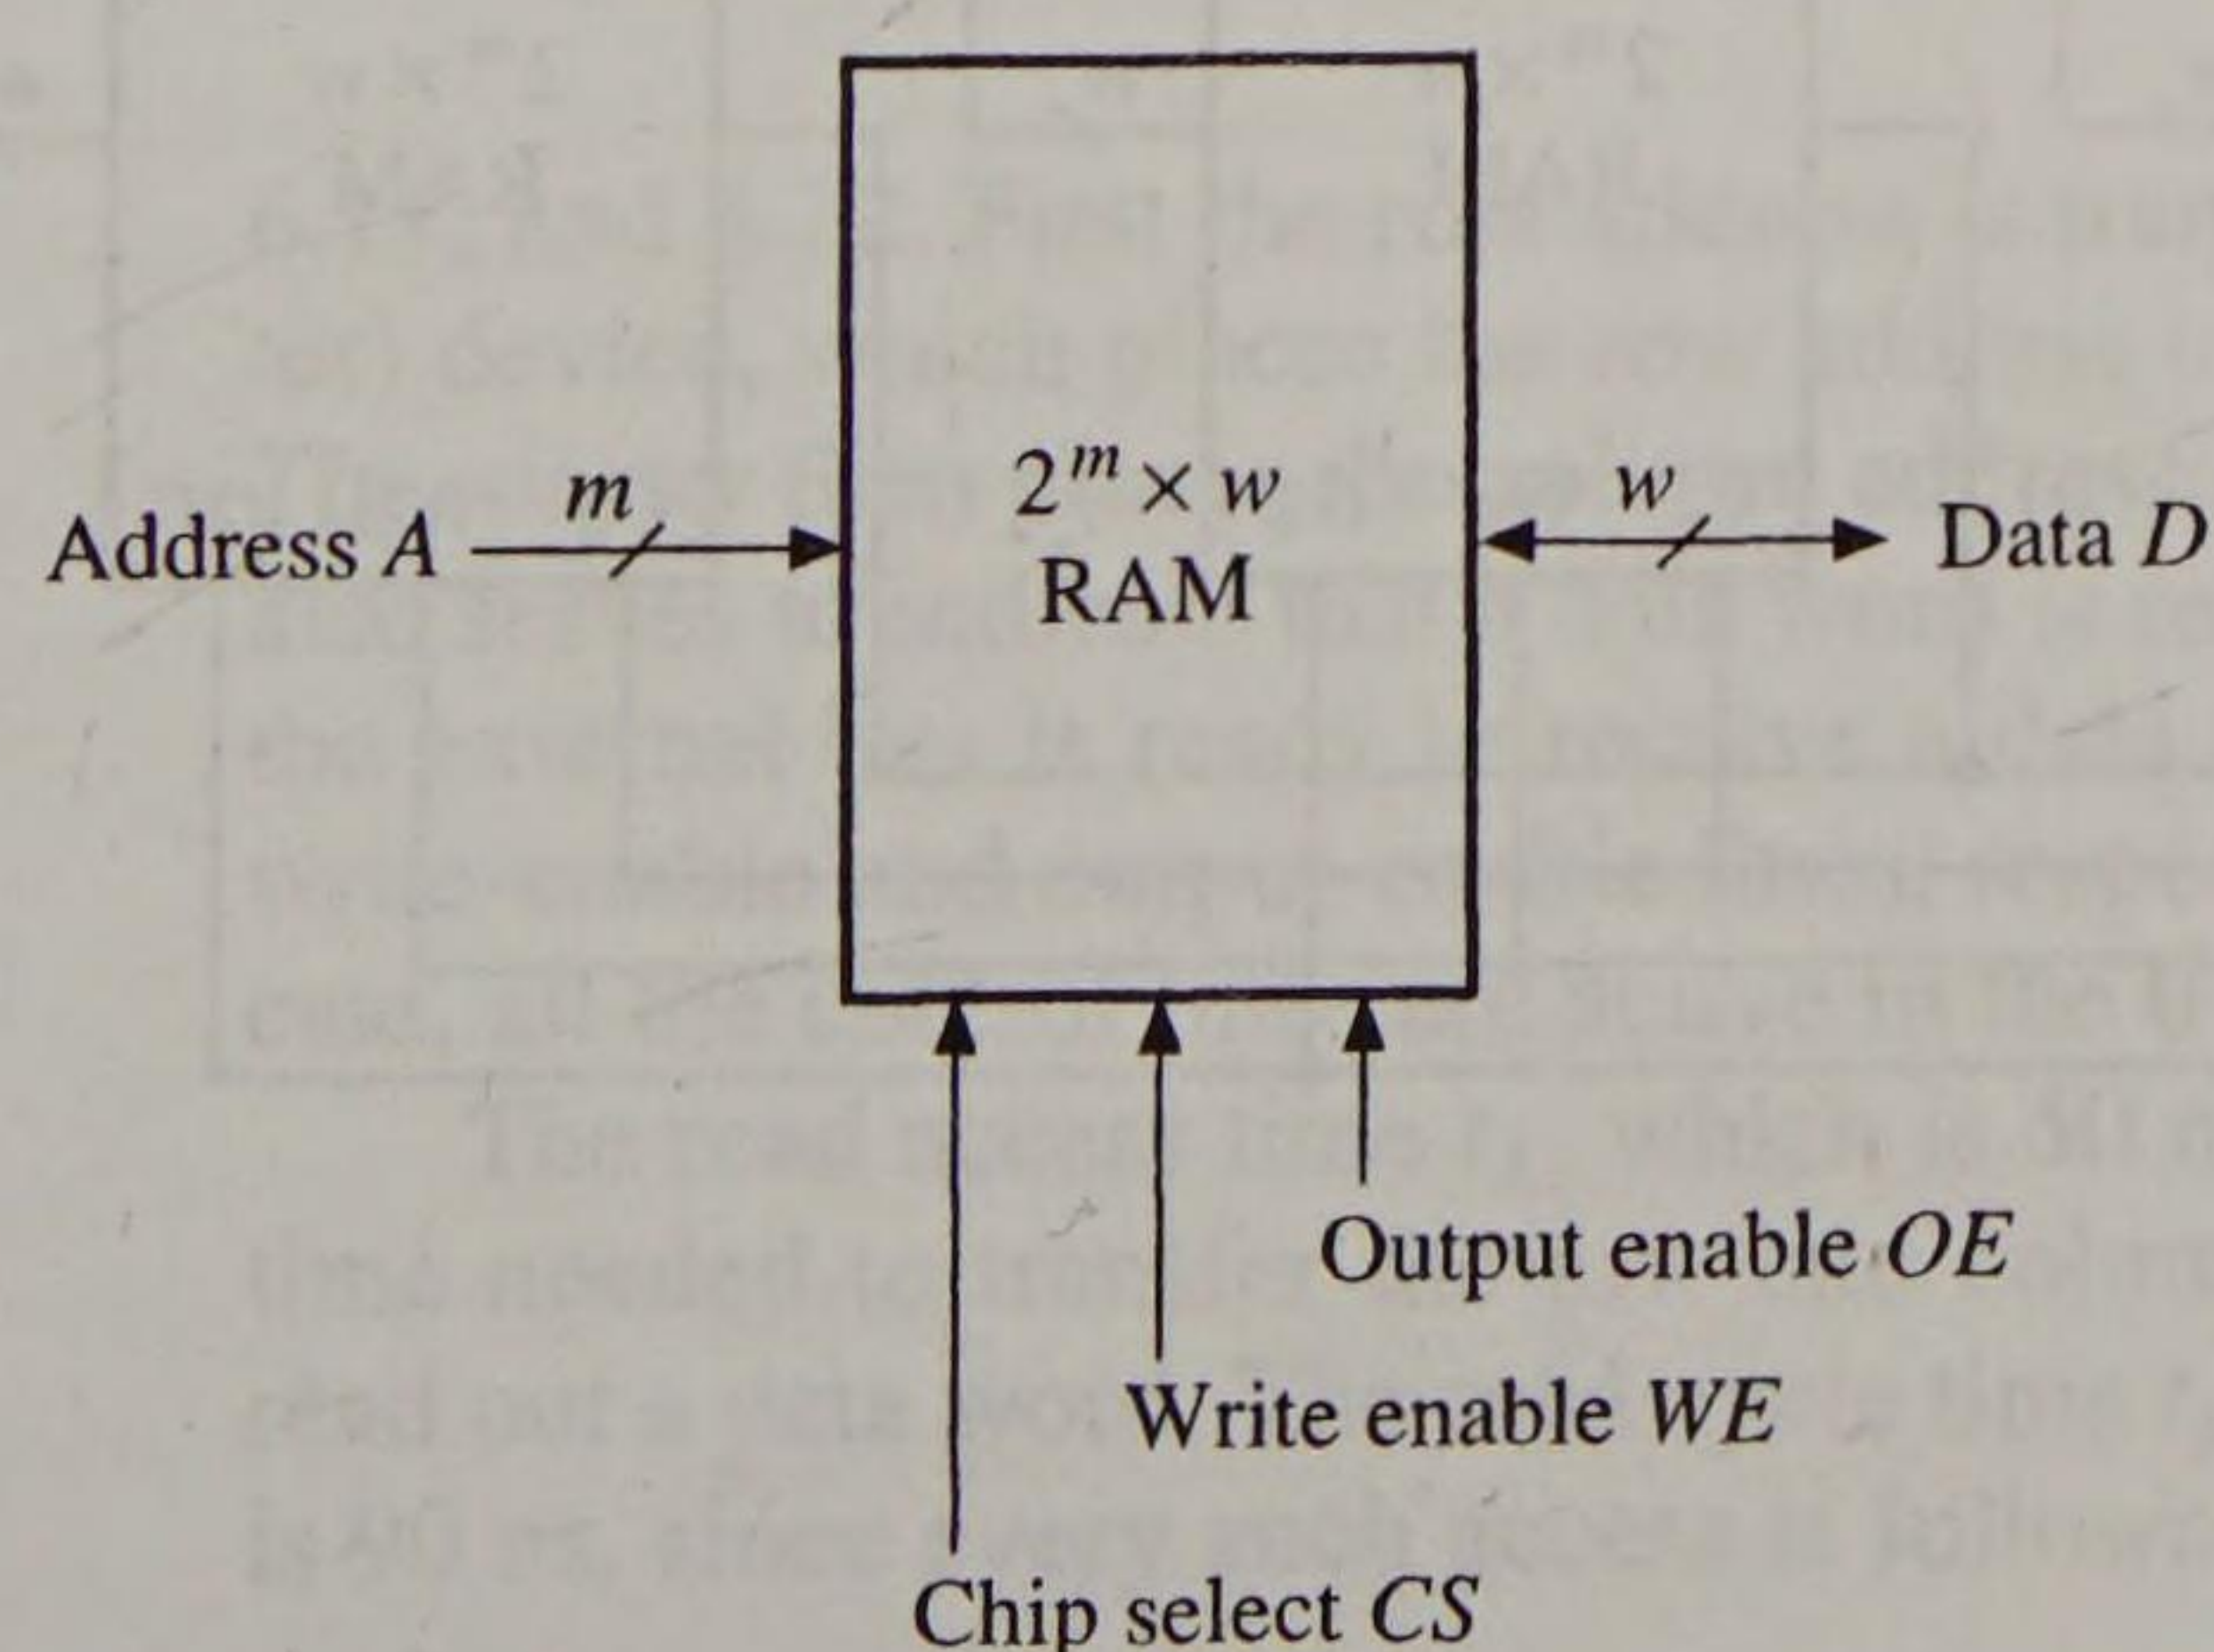 2^m × w
RAM
Address A
m
w
Data D
Output enable OE
Write enable WE
Chip select CS